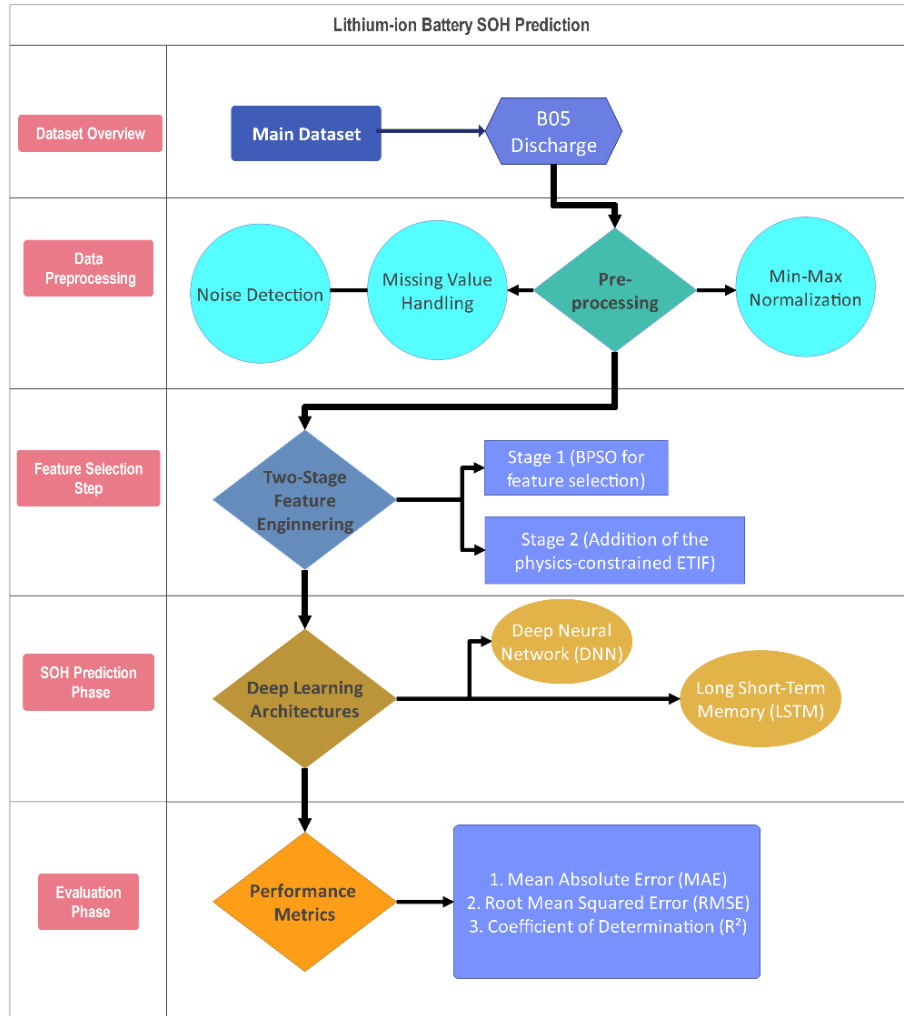 Lithium-ion Battery SOH Prediction
Dataset Overview
Main Dataset
B05
Discharge
Data
Preprocessing
Noise Detection
Missing Value
Handling
Pre-
processing
Min-Max
Normalization
Feature Selection
Step
Two-Stage
Feature
Enginnering
Stage 1 (BPSO for
feature selection)
Stage 2 (Addition of the
physics-constrained ETIF)
SOH Prediction
Phase
Deep Learning
Architectures
Deep Neural
Network (DNN)
Long Short-Term
Memory (LSTM)
Evaluation
Phase
Performance
Metrics
1. Mean Absolute Error (MAE)
2. Root Mean Squared Error (RMSE)
3. Coefficient of Determination (R²)